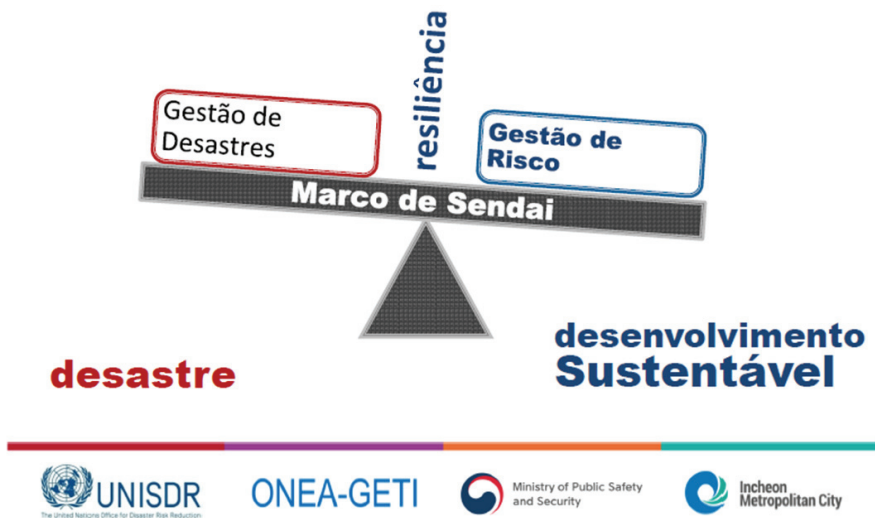 resiliência
Gestão de
Desastres
Gestão de
Risco
Marco de Sendai
desastre
desenvolvimento
Sustentável
UNISDR
The United Nations Office for Disaster Risk Reduction
ONEA-GETI
Ministry of Public Safety
and Security
Incheon
Metropolitan City